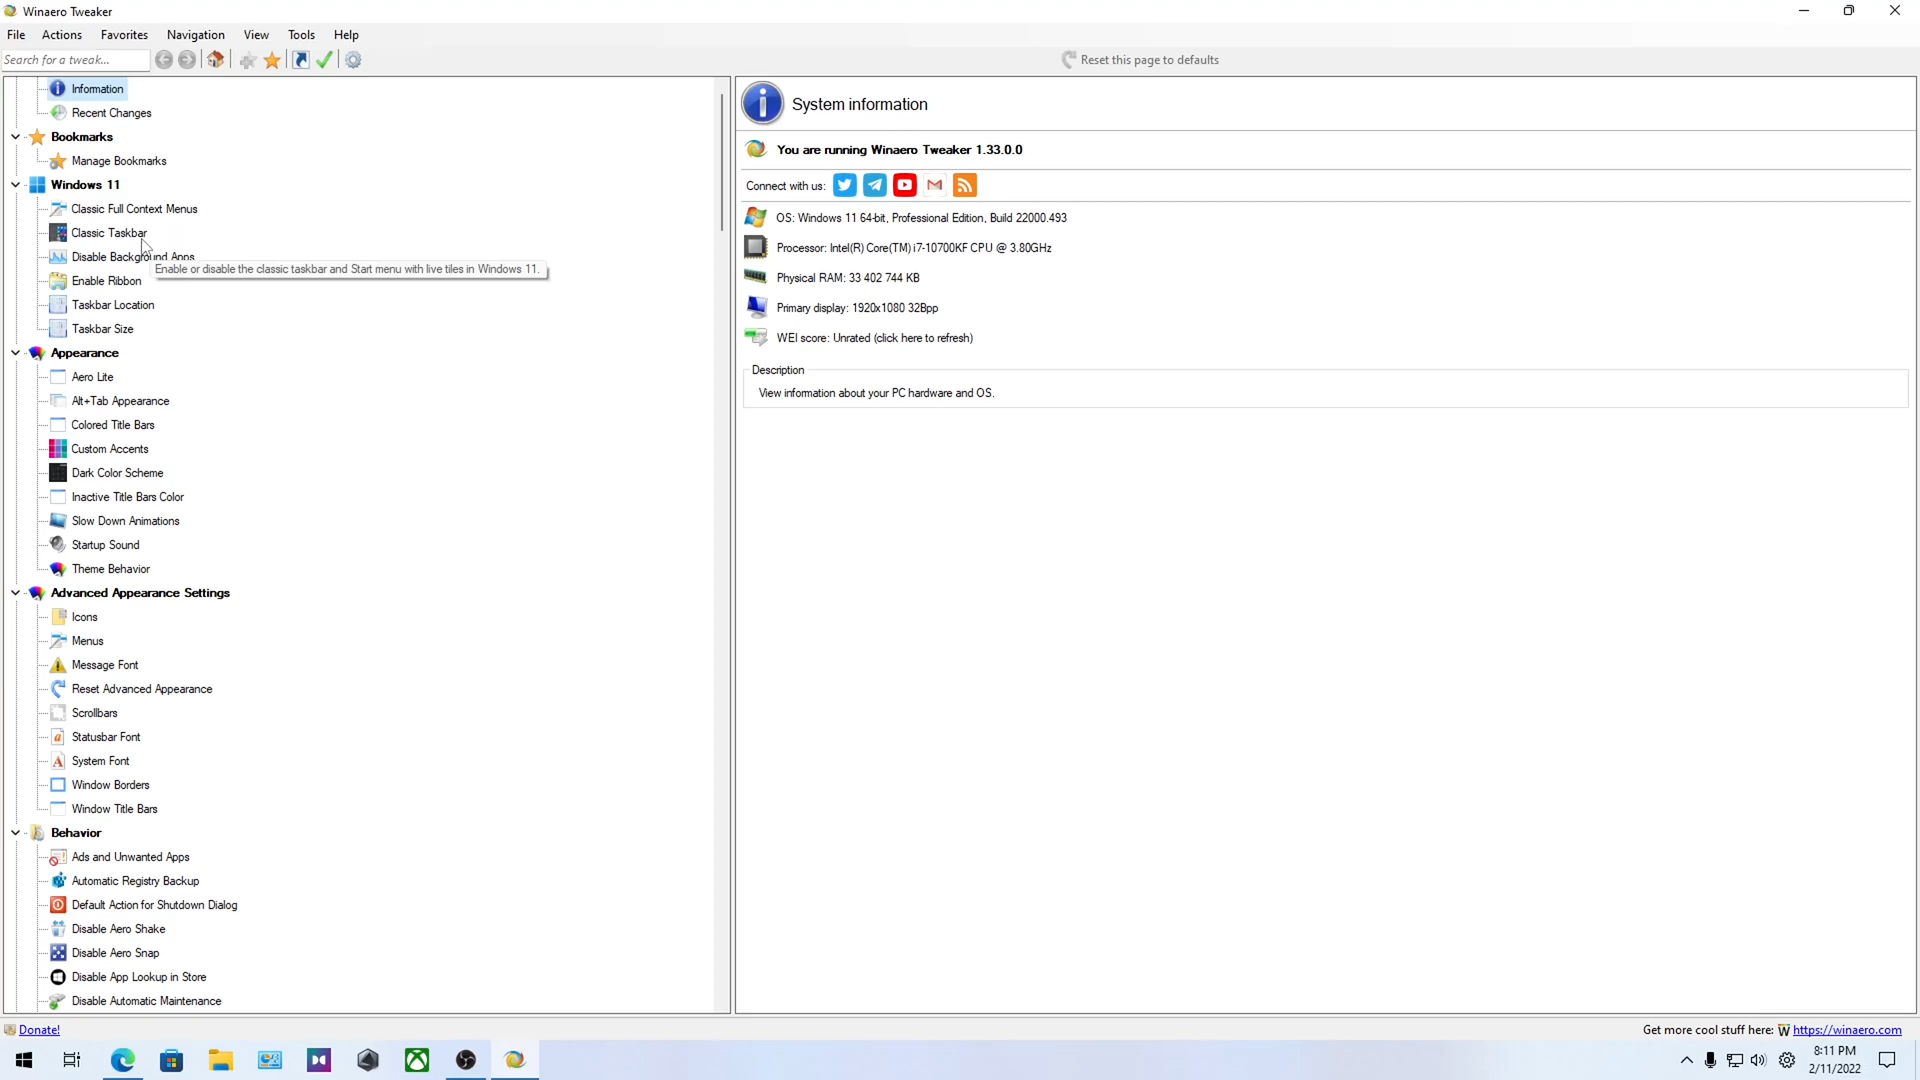 Winaero Tweaker
File Actions Favorites Navigation View Tools Help
Search for a tweak...
Reset this page to defaults
Information
Recent Changes
Bookmarks
Manage Bookmarks
Windows 11
Classic Full Context Menus
Classic Taskbar
Disable Background Apps
Enable or disable the classic taskbar and Start menu with live tiles in Windows 11.
Enable Ribbon
Taskbar Location
Taskbar Size
Appearance
Aero Lite
Alt+Tab Appearance
Colored Title Bars
Custom Accents
Dark Color Scheme
Inactive Title Bars Color
Slow Down Animations
Startup Sound
Theme Behavior
Advanced Appearance Settings
Icons
Menus
Message Font
Reset Advanced Appearance
Scrollbars
Statusbar Font
System Font
Window Borders
Window Title Bars
Behavior
Ads and Unwanted Apps
Automatic Registry Backup
Default Action for Shutdown Dialog
Disable Aero Shake
Disable Aero Snap
Disable App Lookup in Store
Disable Automatic Maintenance
System information
You are running Winaero Tweaker 1.33.0.0
Connect with us:
OS: Windows 11 64-bit, Professional Edition, Build 22000.493
Processor: Intel(R) Core(TM) i7-10700KF CPU @ 3.80GHz
Physical RAM: 33 402 744 KB
Primary display: 1920x1080 32Bpp
WEI score: Unrated (click here to refresh)
Description
View information about your PC hardware and OS.
Donate!
Get more cool stuff here: W https://winaero.com
8:11 PM
2/11/2022